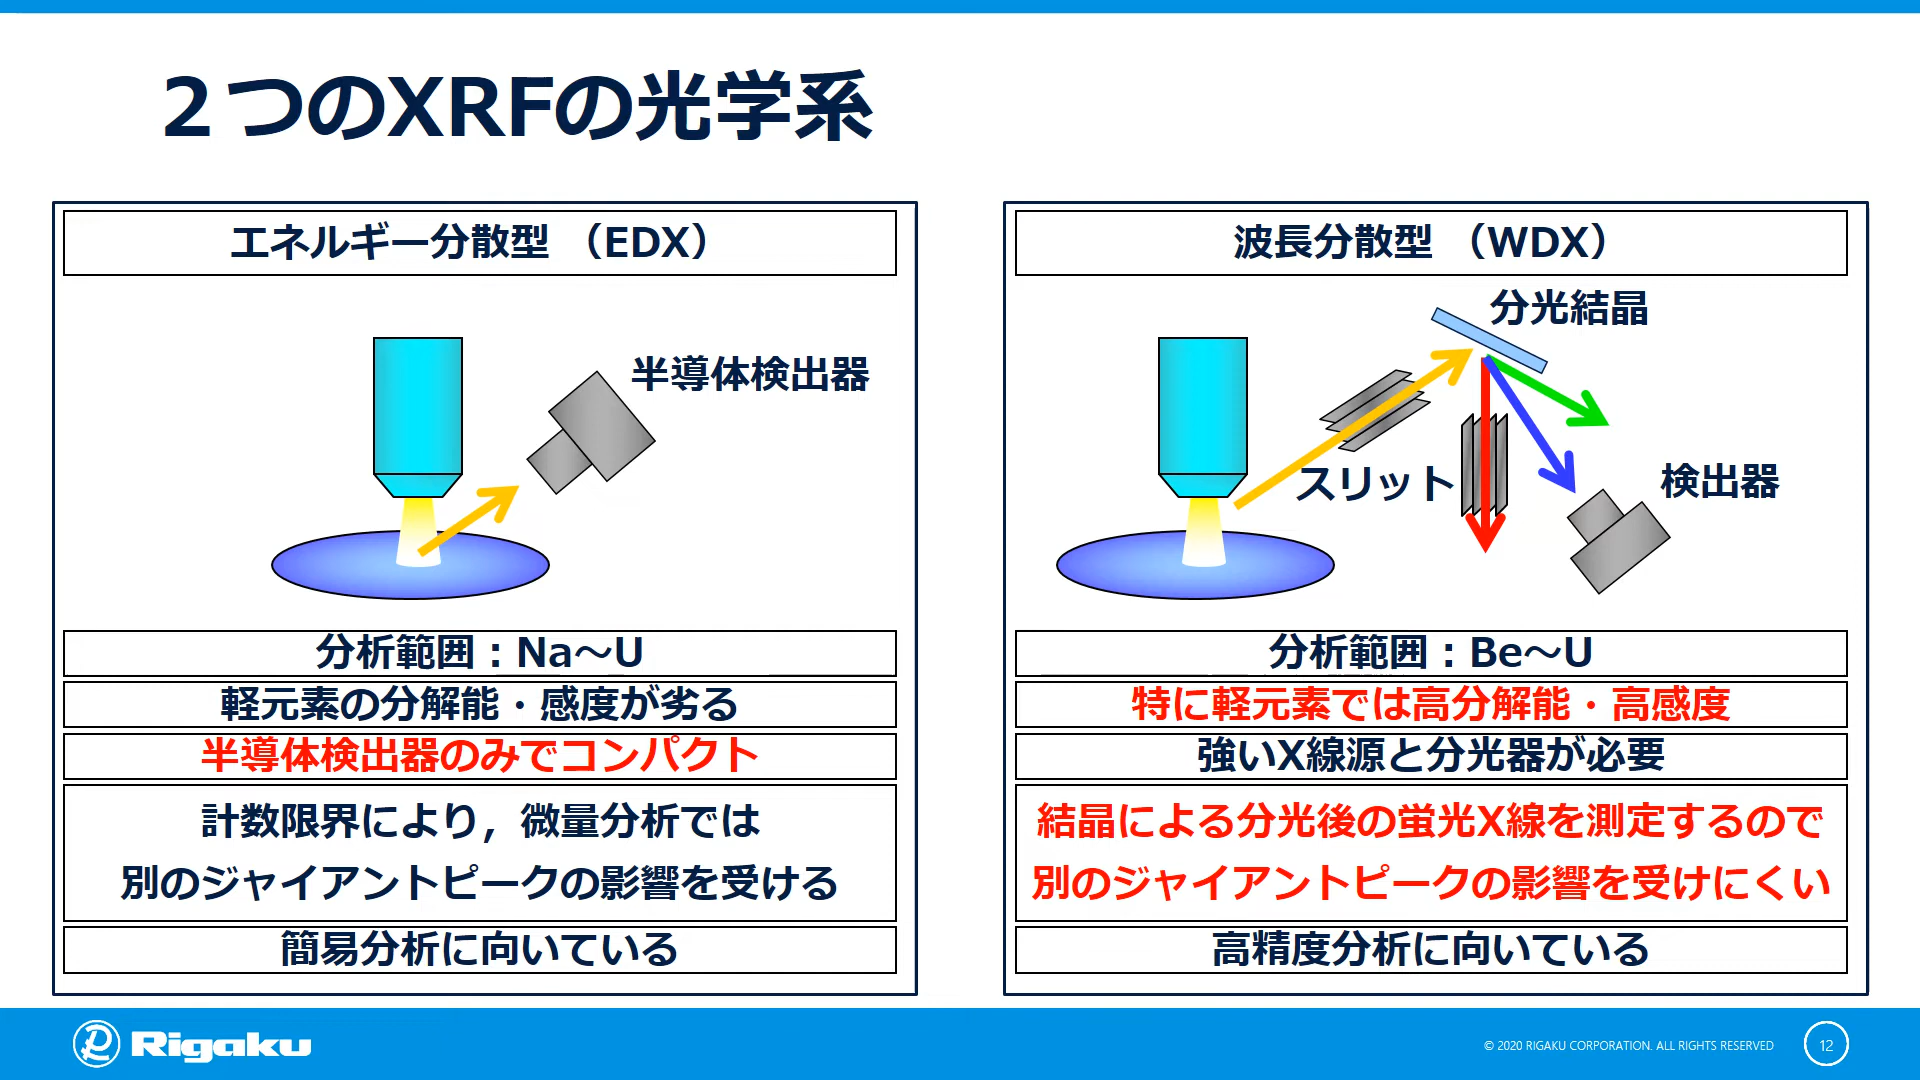 ２つのXRFの光学系
エネルギー分散型 （EDX）
半導体検出器
分析範囲：Na～U
軽元素の分解能・感度が劣る
半導体検出器のみでコンパクト
計数限界により，微量分析では
別のジャイアントピークの影響を受ける
簡易分析に向いている
波長分散型 （WDX）
分光結晶
スリット
検出器
分析範囲：Be～U
特に軽元素では高分解能・高感度
強いX線源と分光器が必要
結晶による分光後の蛍光X線を測定するので
別のジャイアントピークの影響を受けにくい
高精度分析に向いている
Rigaku
© 2020 RIGAKU CORPORATION. ALL RIGHTS RESERVED
12